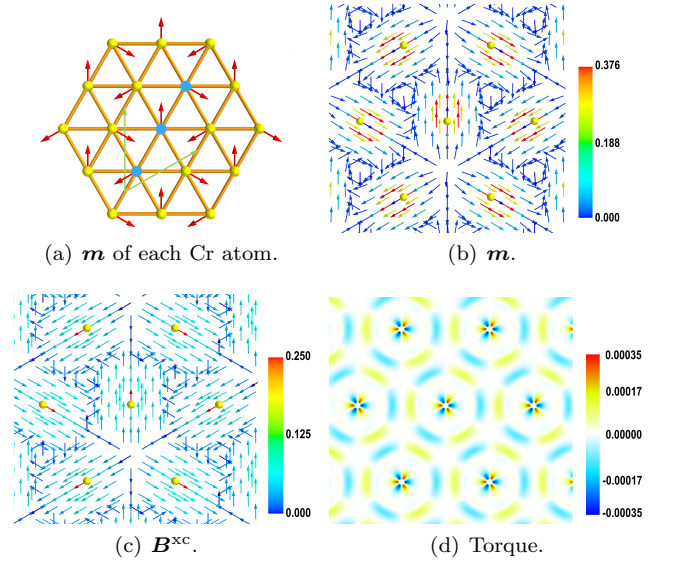 0.376
0.188
0.000
(a) m of each Cr atom.
(b) m.
0.250
0.125
0.000
0.00035
0.00017
0.00000
-0.00017
-0.00035
(c) Bˣᶜ.
(d) Torque.